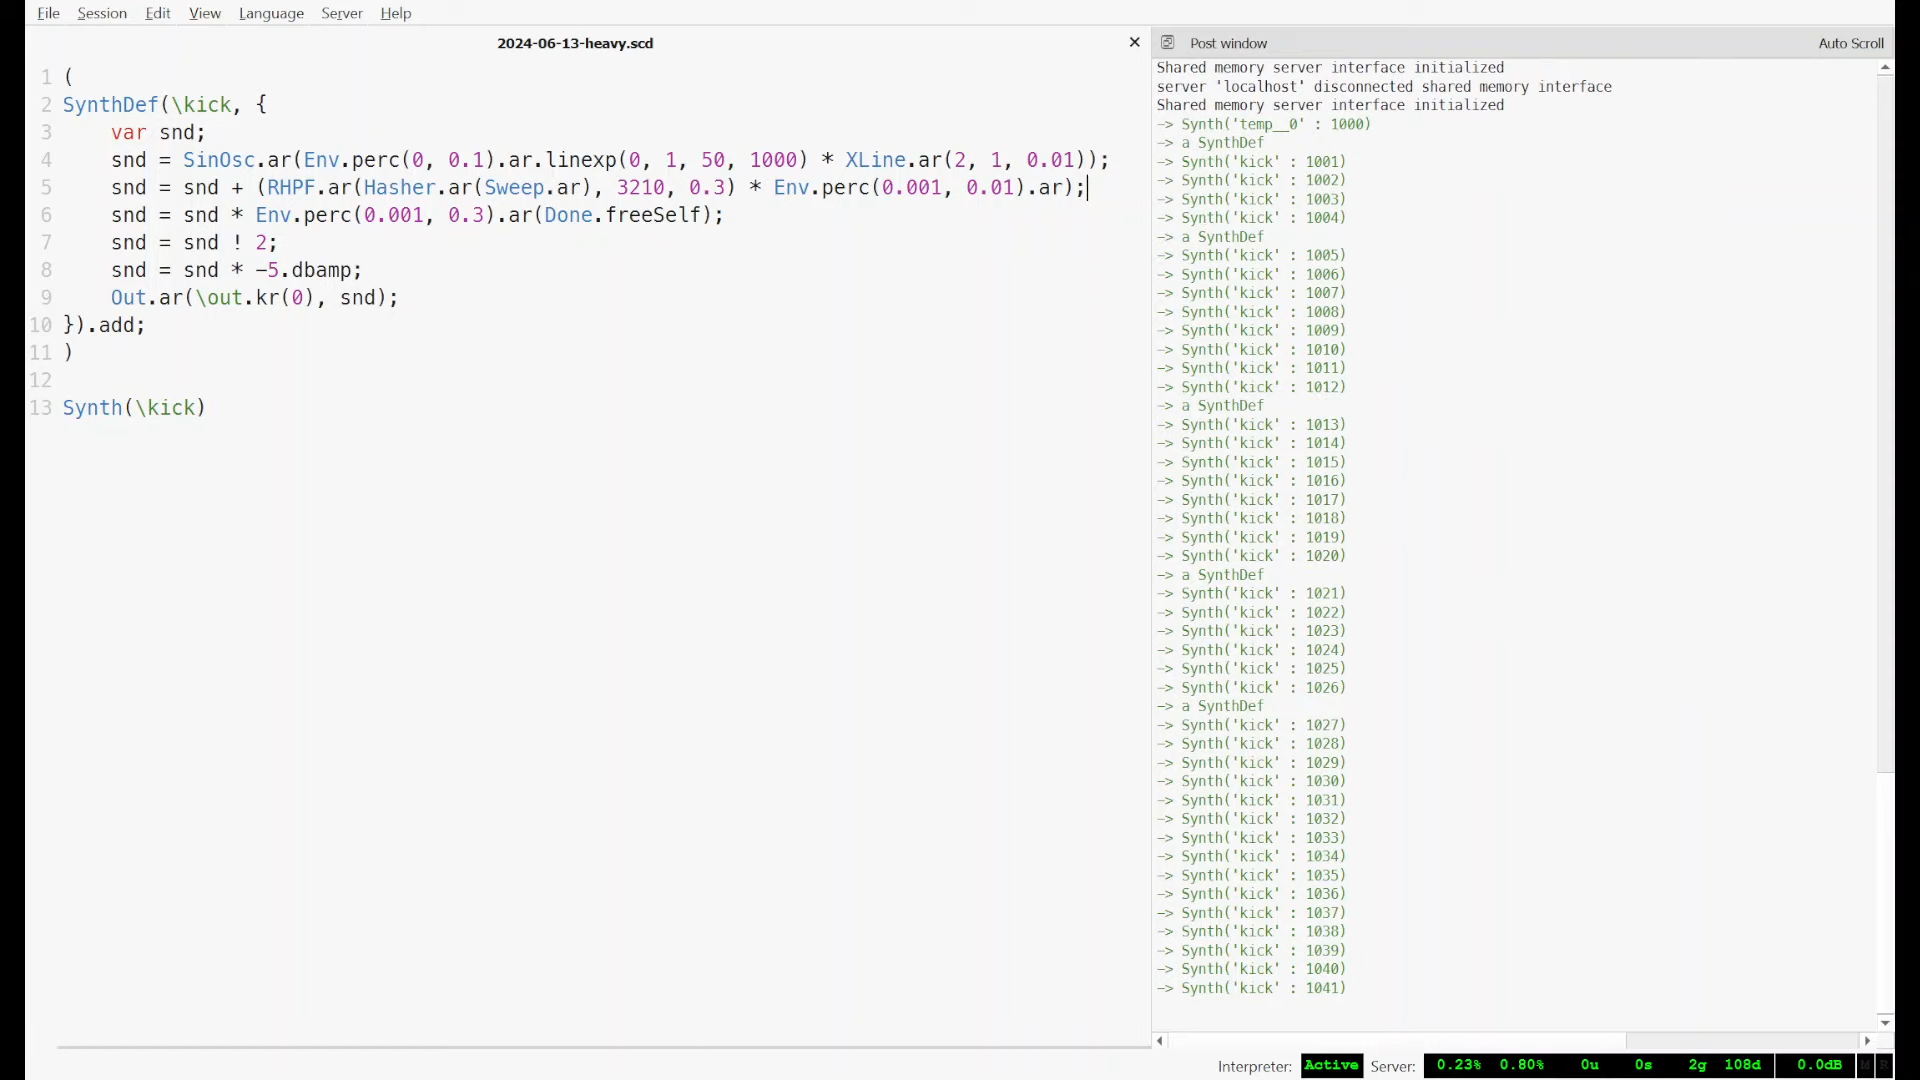 File Session Edit View Language Server Help
2024-06-13-heavy.scd
1 (
2 SynthDef(\kick, {
3 var snd;
4 snd = SinOsc.ar(Env.perc(0, 0.1).ar.linexp(0, 1, 50, 1000) * XLine.ar(2, 1, 0.01));
5 snd = snd + (RHPF.ar(Hasher.ar(Sweep.ar), 3210, 0.3) * Env.perc(0.001, 0.01).ar);
6 snd = snd * Env.perc(0.001, 0.3).ar(Done.freeSelf);
7 snd = snd ! 2;
8 snd = snd * -5.dbamp;
9 Out.ar(\out.kr(0), snd);
10 }).add;
11 )
12
13 Synth(\kick)
Post window Auto Scroll
Shared memory server interface initialized
server 'localhost' disconnected shared memory interface
Shared memory server interface initialized
-> Synth('temp__0' : 1000)
-> a SynthDef
-> Synth('kick' : 1001)
-> Synth('kick' : 1002)
-> Synth('kick' : 1003)
-> Synth('kick' : 1004)
-> a SynthDef
-> Synth('kick' : 1005)
-> Synth('kick' : 1006)
-> Synth('kick' : 1007)
-> Synth('kick' : 1008)
-> Synth('kick' : 1009)
-> Synth('kick' : 1010)
-> Synth('kick' : 1011)
-> Synth('kick' : 1012)
-> a SynthDef
-> Synth('kick' : 1013)
-> Synth('kick' : 1014)
-> Synth('kick' : 1015)
-> Synth('kick' : 1016)
-> Synth('kick' : 1017)
-> Synth('kick' : 1018)
-> Synth('kick' : 1019)
-> Synth('kick' : 1020)
-> a SynthDef
-> Synth('kick' : 1021)
-> Synth('kick' : 1022)
-> Synth('kick' : 1023)
-> Synth('kick' : 1024)
-> Synth('kick' : 1025)
-> Synth('kick' : 1026)
-> a SynthDef
-> Synth('kick' : 1027)
-> Synth('kick' : 1028)
-> Synth('kick' : 1029)
-> Synth('kick' : 1030)
-> Synth('kick' : 1031)
-> Synth('kick' : 1032)
-> Synth('kick' : 1033)
-> Synth('kick' : 1034)
-> Synth('kick' : 1035)
-> Synth('kick' : 1036)
-> Synth('kick' : 1037)
-> Synth('kick' : 1038)
-> Synth('kick' : 1039)
-> Synth('kick' : 1040)
-> Synth('kick' : 1041)
Interpreter: Active Server: 0.23% 0.80% 0u 0s 2g 108d 0.0dB M R